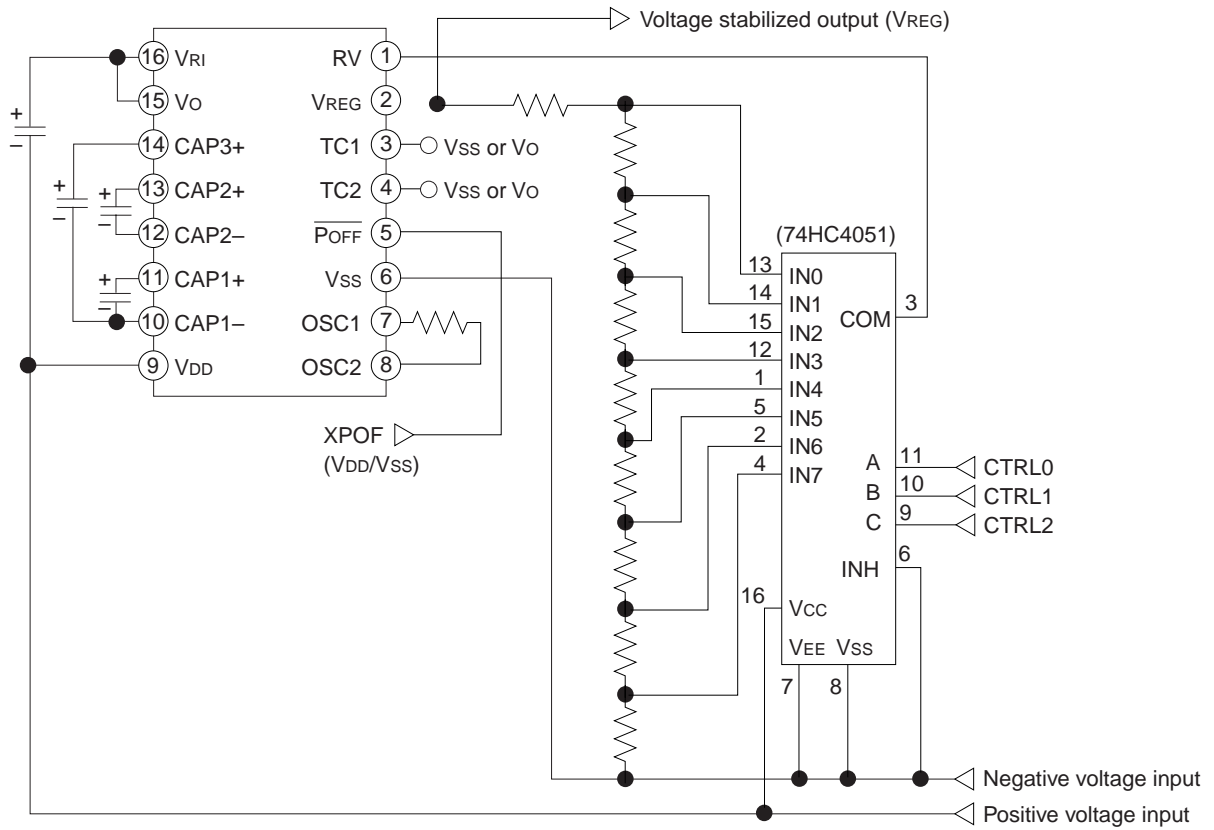 Voltage stabilized output (VREG)
16 VRI
RV 1
15 VO
VREG 2
14 CAP3+
TC1 3
VSS or VO
13 CAP2+
TC2 4
VSS or VO
12 CAP2–
POFF 5
11 CAP1+
VSS 6
10 CAP1–
OSC1 7
9 VDD
OSC2 8
+
–
+
–
+
–
+
–
XPOF
(VDD/VSS)
(74HC4051)
13 IN0
14 IN1
15 IN2
12 IN3
1 IN4
5 IN5
2 IN6
4 IN7
COM 3
A 11 CTRL0
B 10 CTRL1
C 9 CTRL2
INH 6
16 VCC
VEE VSS
7 8
Negative voltage input
Positive voltage input